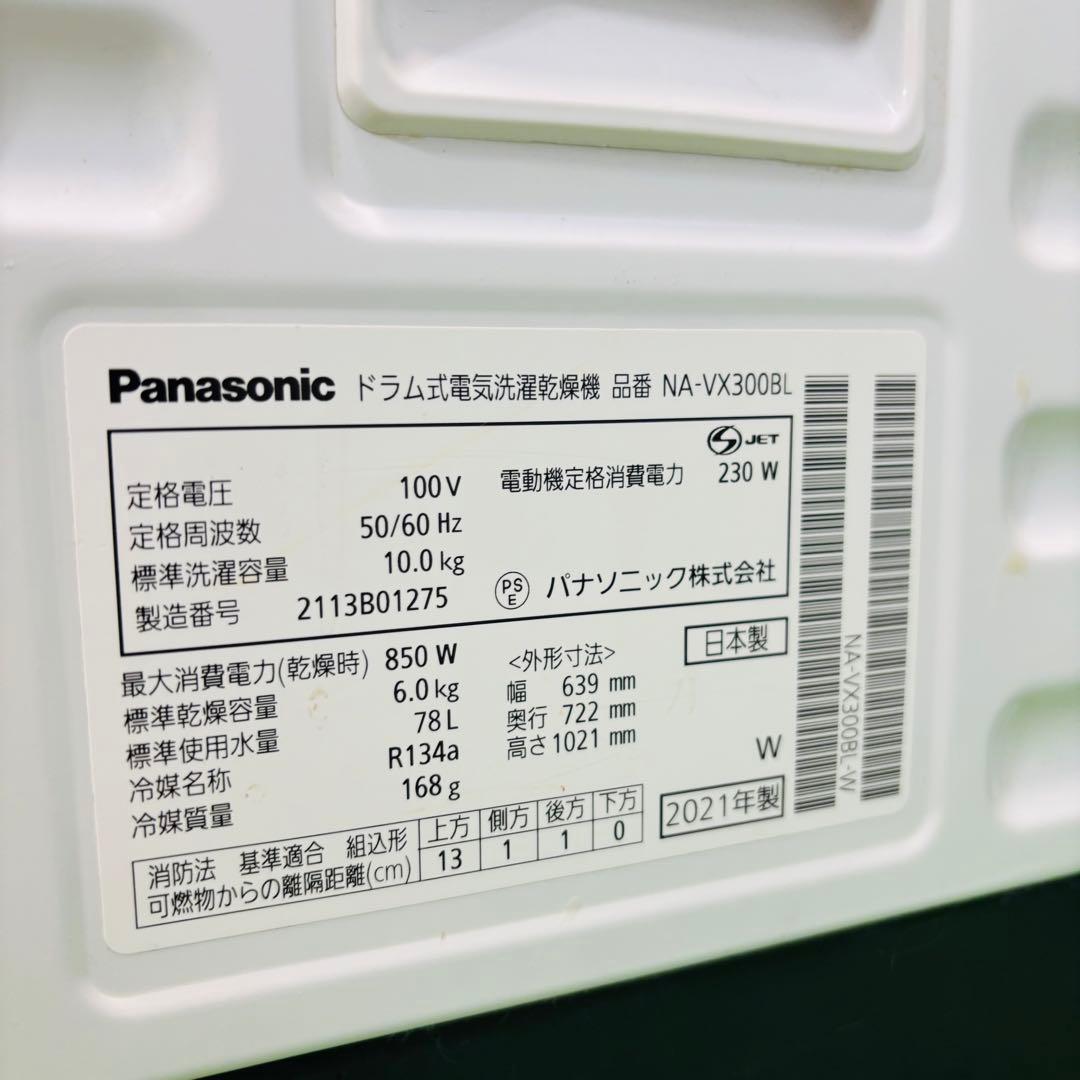 Panasonic ドラム式電気洗濯乾燥機 品番 NA-VX300BL
S JET
定格電圧 100V 電動機定格消費電力 230 W
定格周波数 50/60 Hz
標準洗濯容量 10.0kg
製造番号 2113B01275 PS E パナソニック株式会社
最大消費電力(乾燥時) 850 W
標準乾燥容量 6.0kg
標準使用水量 78L
冷媒名称 R134a
冷媒質量 168g
日本製
<外形寸法>
幅 639 mm
奥行 722 mm
高さ 1021 mm
W
2021年製
消防法 基準適合 組込形
可燃物からの離隔距離(cm)
上方 側方 後方 下方
13 1 1 0
NA-VX300BL-W